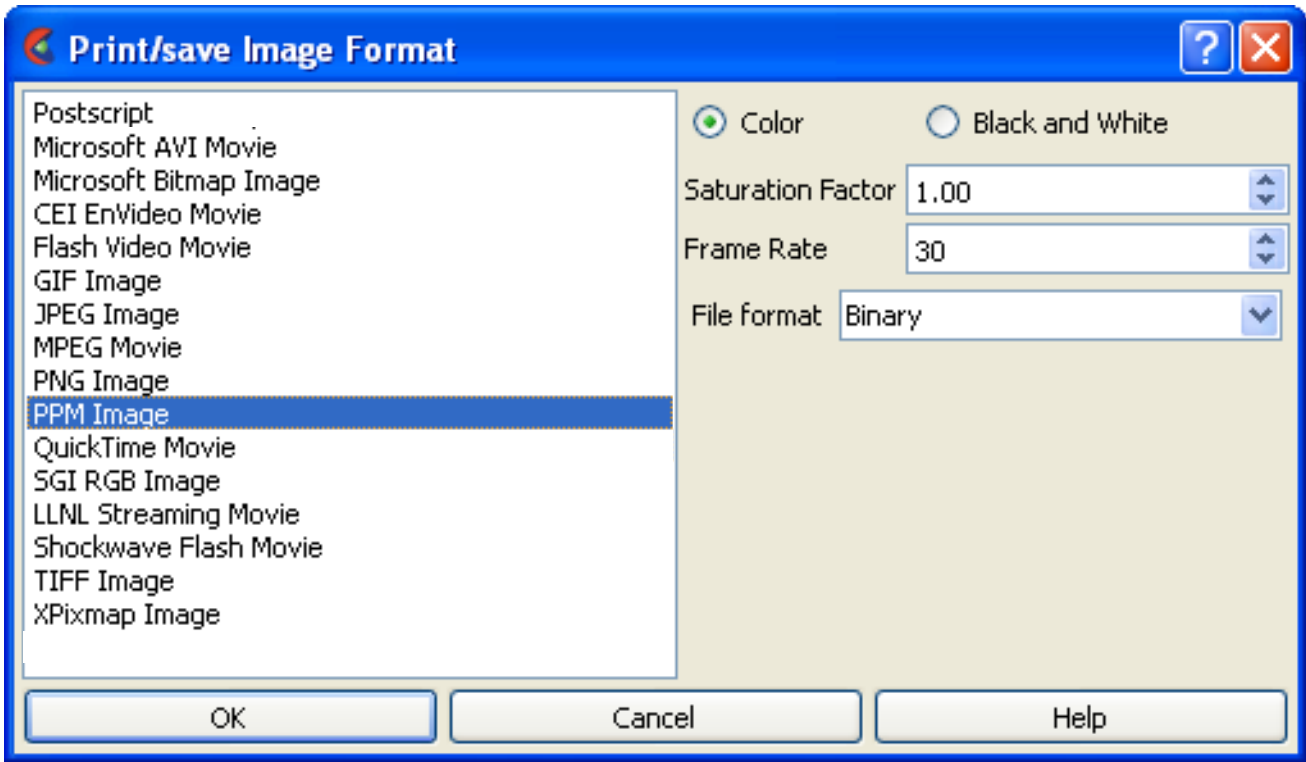 Print/save Image Format
?
Postscript
Microsoft AVI Movie
Microsoft Bitmap Image
CEI EnVideo Movie
Flash Video Movie
GIF Image
JPEG Image
MPEG Movie
PNG Image
PPM Image
QuickTime Movie
SGI RGB Image
LLNL Streaming Movie
Shockwave Flash Movie
TIFF Image
XPixmap Image
Color
Black and White
Saturation Factor 1.00
Frame Rate 30
File format Binary
OK Cancel Help